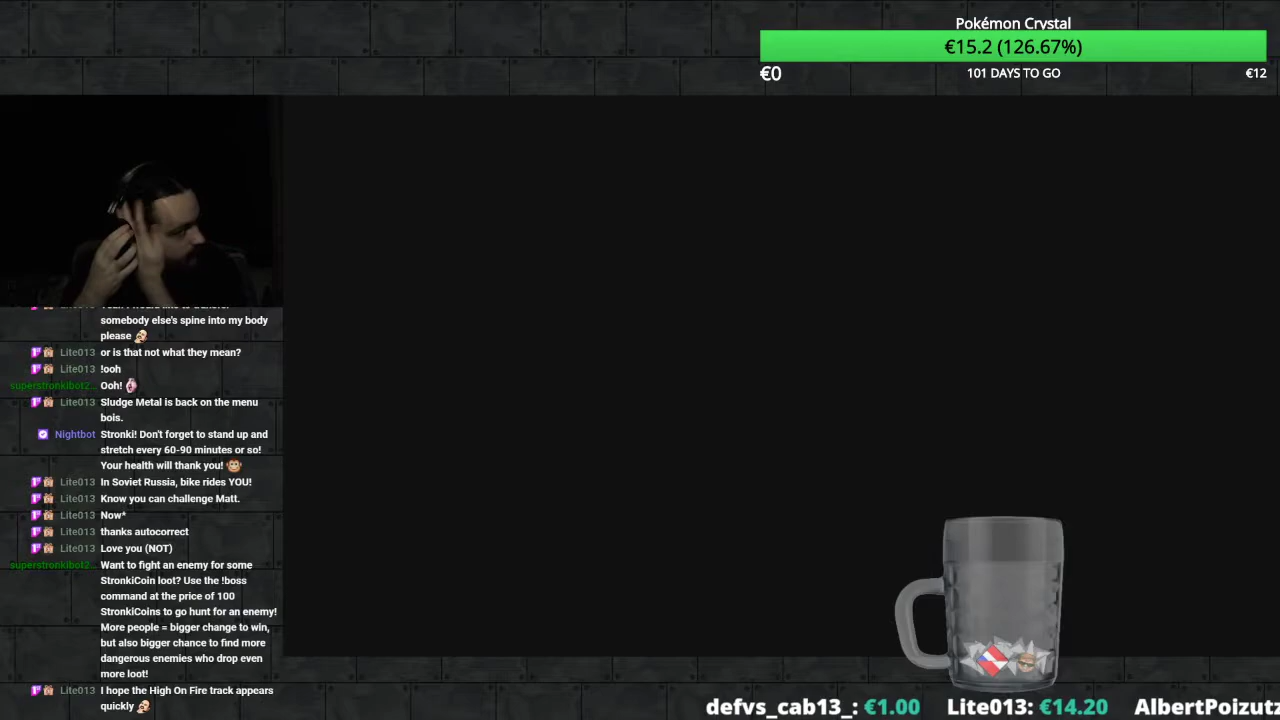 Pokémon Crystal
€15.2 (126.67%)
€0
101 DAYS TO GO
€12
somebody else's spine into my body
please
Lite013 or is that not what they mean?
Lite013 !ooh
superstronkibot2... Ooh!
Lite013 Sludge Metal is back on the menu
bois.
Nightbot Stronki! Don't forget to stand up and
stretch every 60-90 minutes or so!
Your health will thank you!
Lite013 In Soviet Russia, bike rides YOU!
Lite013 Know you can challenge Matt.
Lite013 Now*
Lite013 thanks autocorrect
Lite013 Love you (NOT)
superstronkibot2... Want to fight an enemy for some
StronkiCoin loot? Use the !boss
command at the price of 100
StronkiCoins to go hunt for an enemy!
More people = bigger change to win,
but also bigger chance to find more
dangerous enemies who drop even
more loot!
Lite013 I hope the High On Fire track appears
quickly
defvs_cab13_: €1.00 Lite013: €14.20 AlbertPoizutz